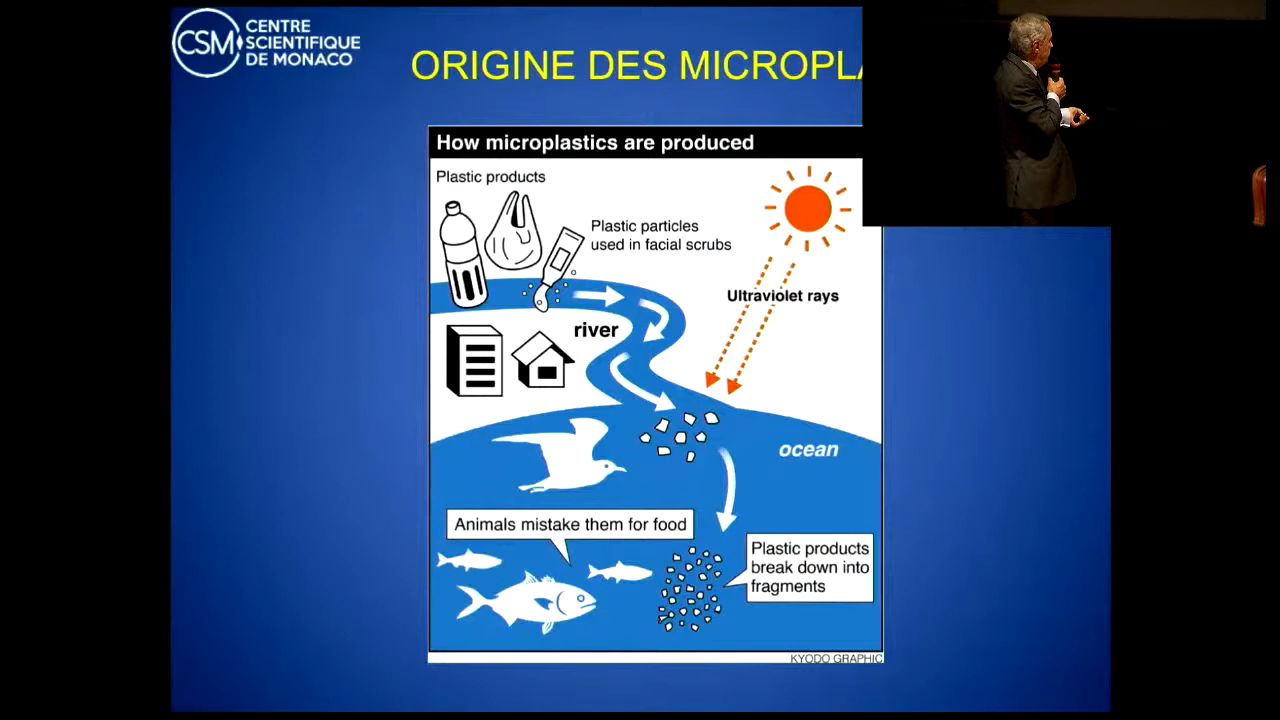 CSM
CENTRE
SCIENTIFIQUE
DE MONACO
ORIGINE DES MICROPLA
How microplastics are produced
Plastic products
Plastic particles
used in facial scrubs
Ultraviolet rays
river
ocean
Animals mistake them for food
Plastic products
break down into
fragments
KYODO GRAPHIC